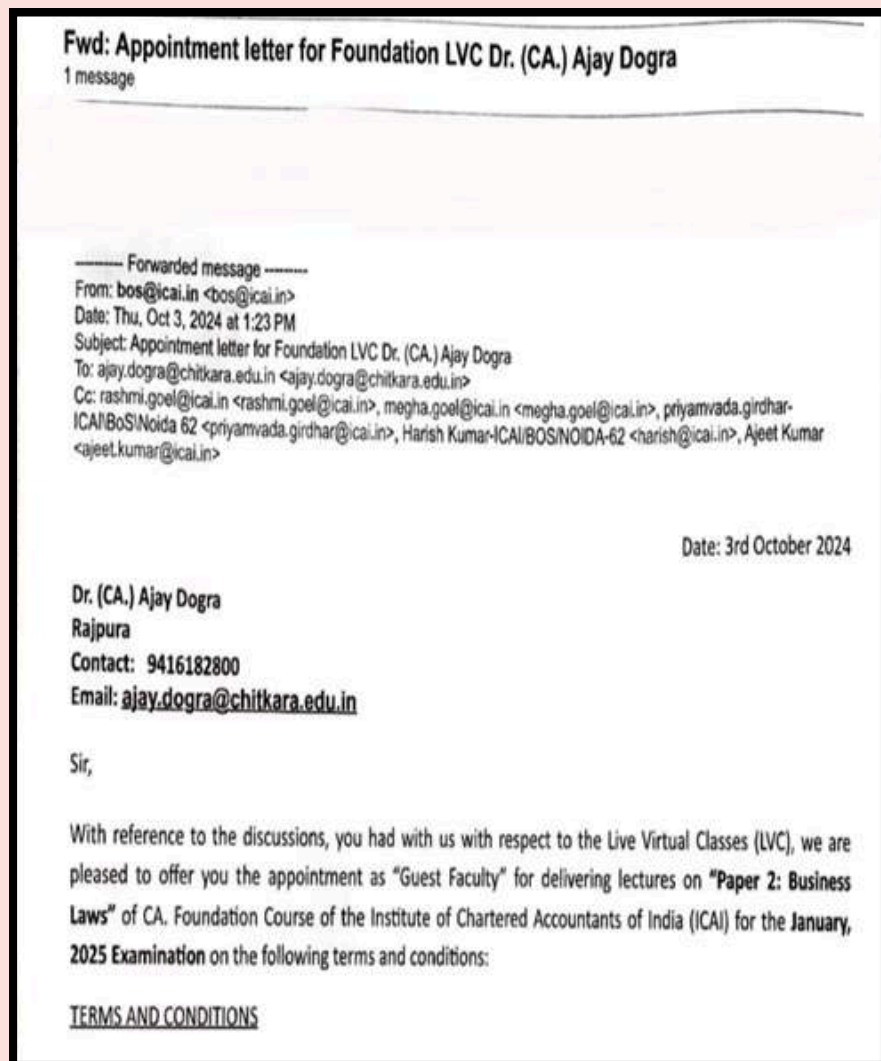 Fwd: Appointment letter for Foundation LVC Dr. (CA.) Ajay Dogra
1 message
--------- Forwarded message ---------
From: bos@icai.in <bos@icai.in>
Date: Thu, Oct 3, 2024 at 1:23 PM
Subject: Appointment letter for Foundation LVC Dr. (CA.) Ajay Dogra
To: ajay.dogra@chitkara.edu.in <ajay.dogra@chitkara.edu.in>
Cc: rashmi.goel@icai.in <rashmi.goel@icai.in>, megha.goel@icai.in <megha.goel@icai.in>, priyamvada.girdhar-
ICAI\BoS\Noida 62 <priyamvada.girdhar@icai.in>, Harish Kumar-ICAI/BOS/NOIDA-62 <harish@icai.in>, Ajeet Kumar
<ajeet.kumar@icai.in>
Date: 3rd October 2024
Dr. (CA.) Ajay Dogra
Rajpura
Contact: 9416182800
Email: ajay.dogra@chitkara.edu.in
Sir,
With reference to the discussions, you had with us with respect to the Live Virtual Classes (LVC), we are
pleased to offer you the appointment as “Guest Faculty” for delivering lectures on “Paper 2: Business
Laws” of CA. Foundation Course of the Institute of Chartered Accountants of India (ICAI) for the January,
2025 Examination on the following terms and conditions:
TERMS AND CONDITIONS